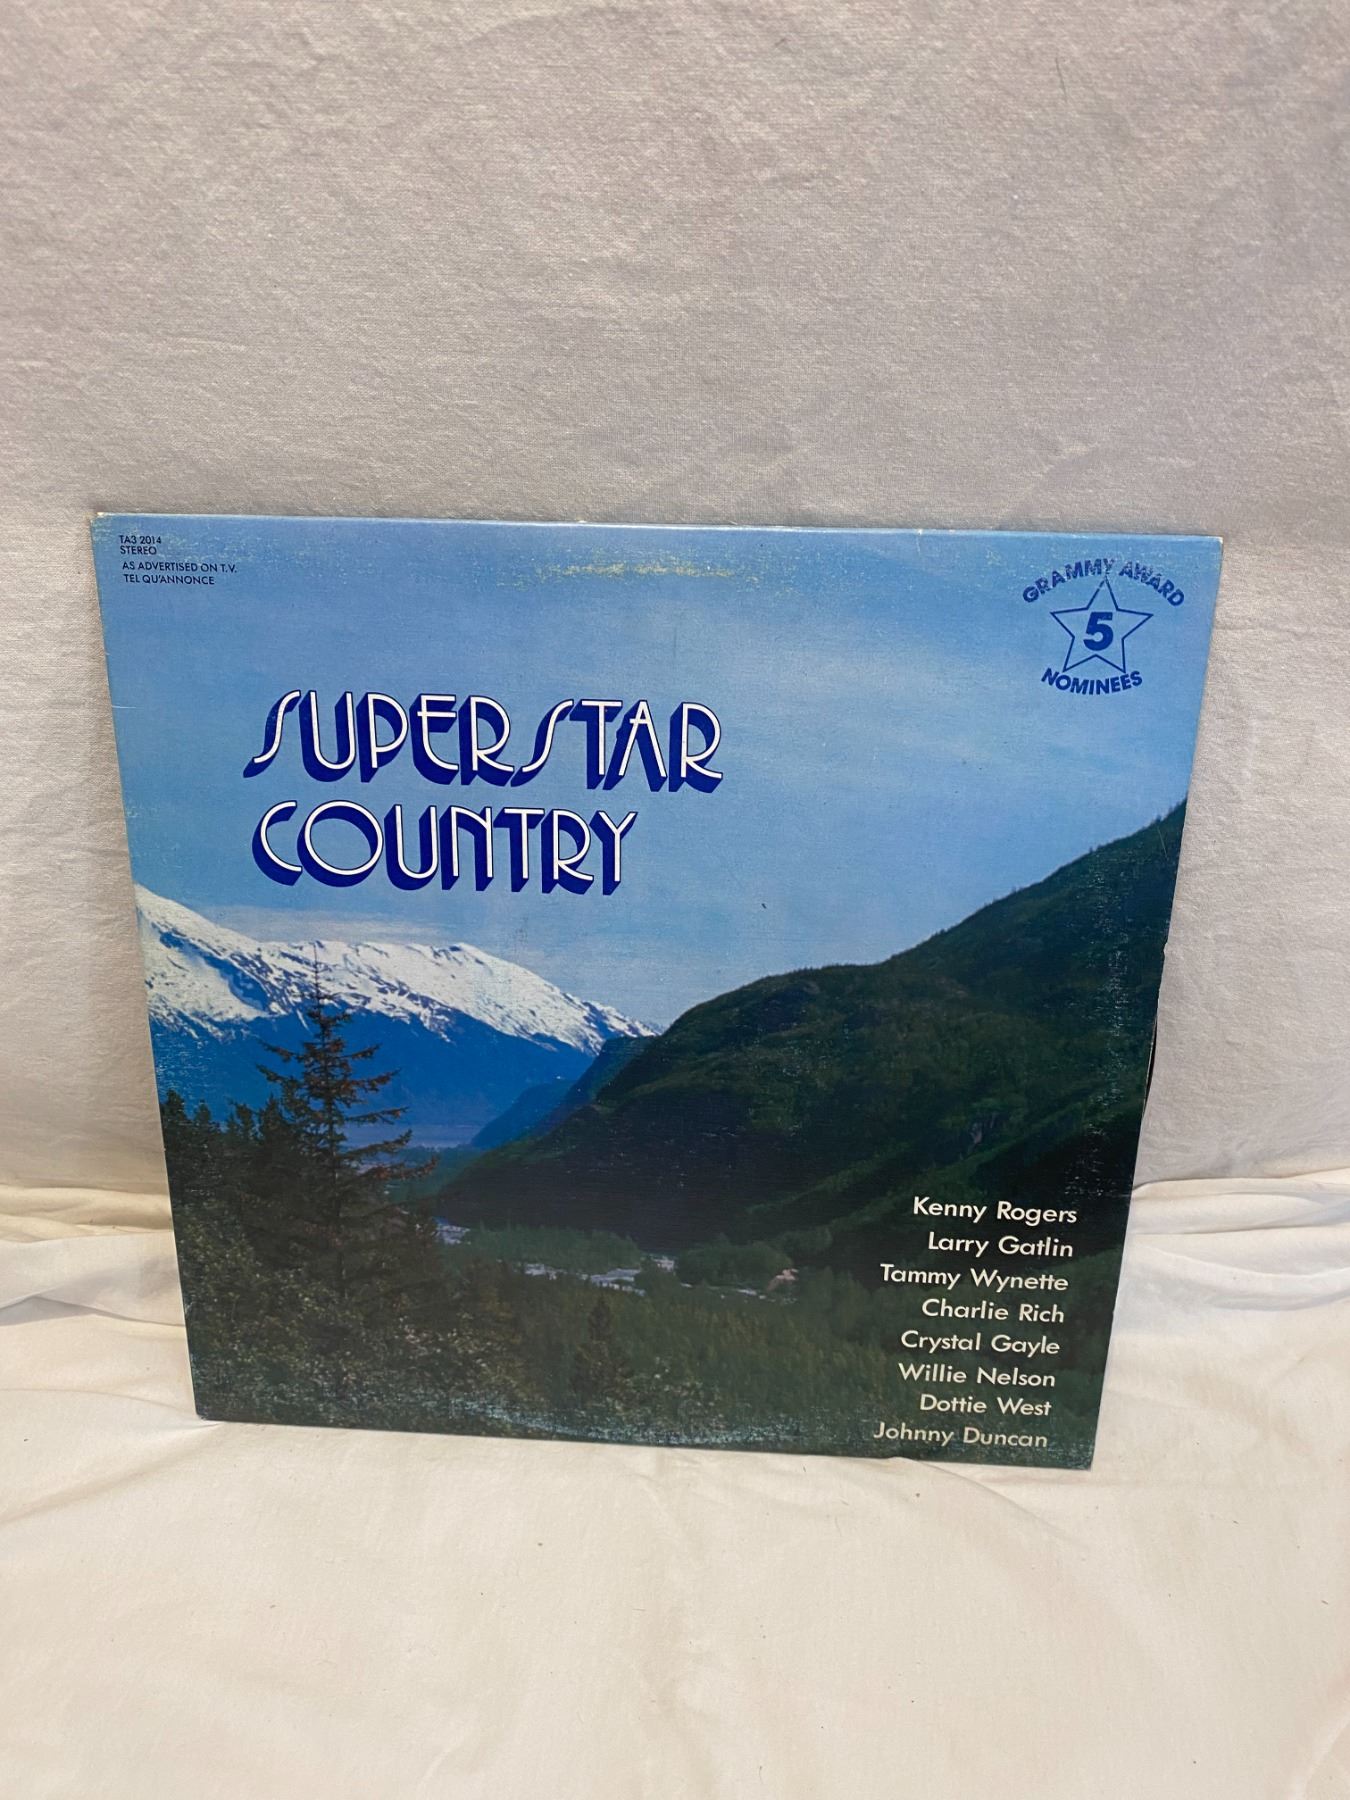 TA3 2014
STEREO
AS ADVERTISED ON T.V.
TEL QU'ANNONCE
GRAMMY AWARD
5
NOMINEES
SUPERSTAR
COUNTRY
Kenny Rogers
Larry Gatlin
Tammy Wynette
Charlie Rich
Crystal Gayle
Willie Nelson
Dottie West
Johnny Duncan